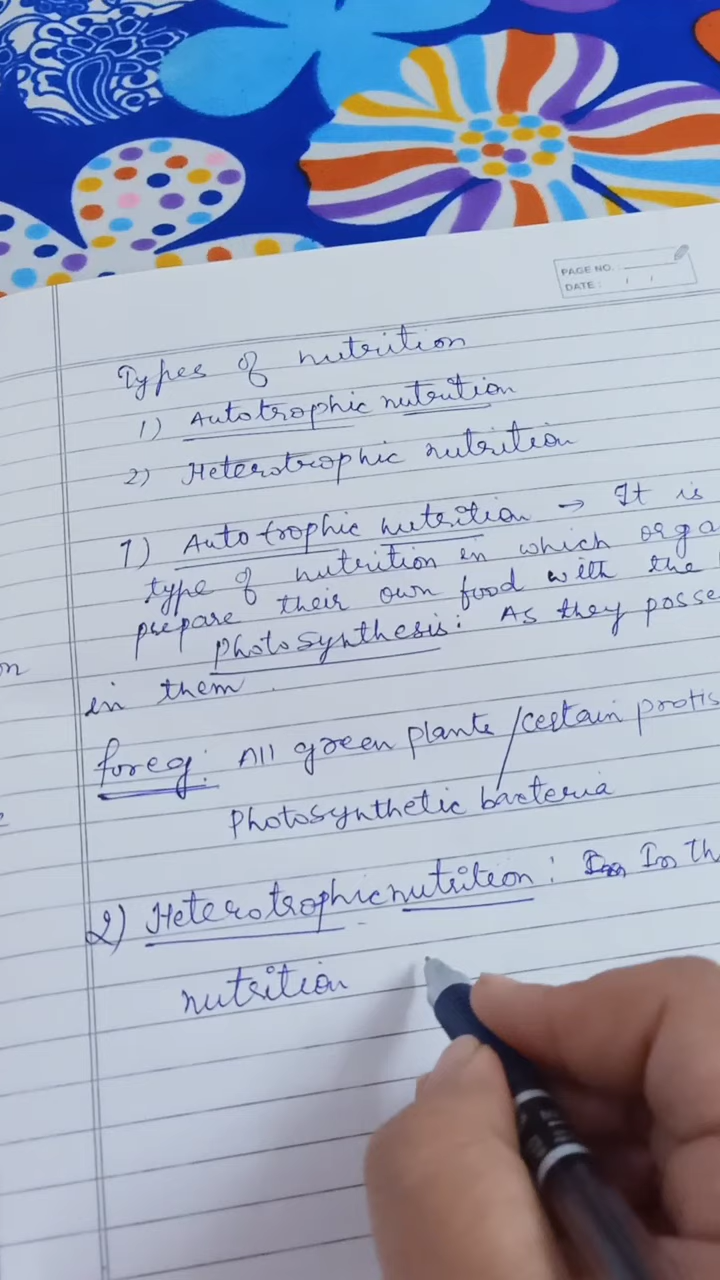 PAGE NO.
DATE : / /
Types of nutrition
1) Autotrophic nutrition
2) Heterotrophic nutrition
1) Autotrophic nutrition → It is
type of nutrition in which orga
prepare their own food with the
photosynthesis: As they posse
in them.
for eg: All green plants / certain protis
Photosynthetic bacteria
2) Heterotrophic nutrition : In th
nutrition